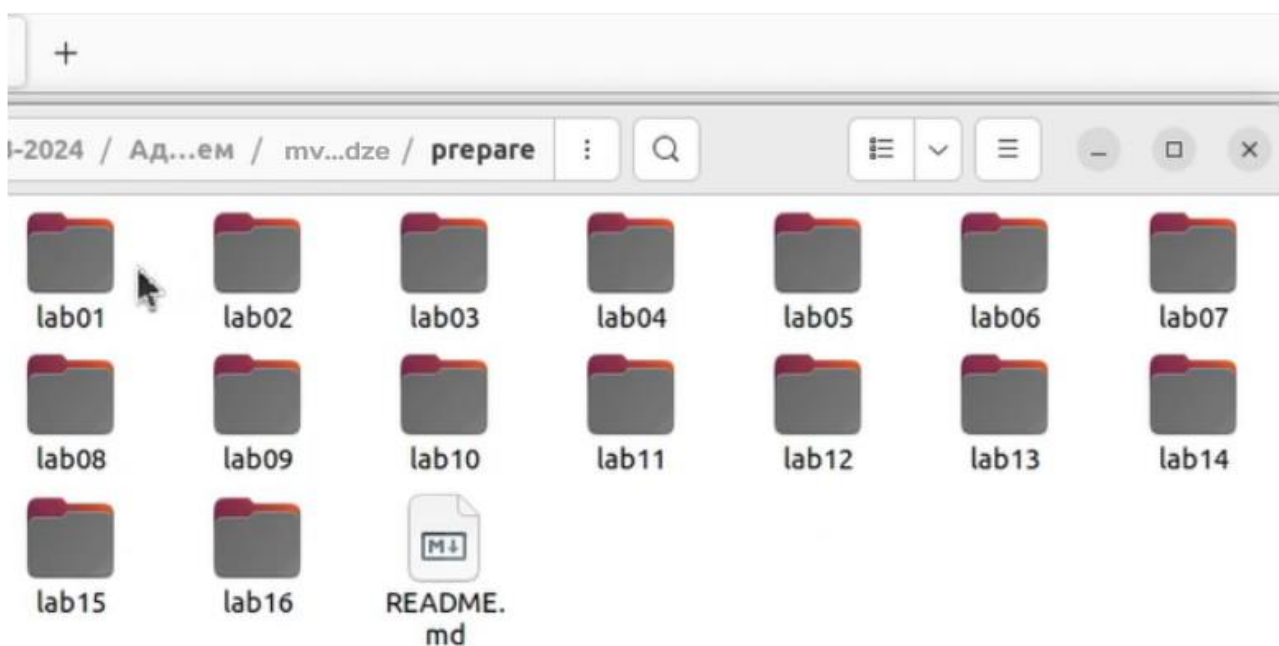 -2024 / Ад...ем / mv...dze / prepare
lab01 lab02 lab03 lab04 lab05 lab06 lab07
lab08 lab09 lab10 lab11 lab12 lab13 lab14
lab15 lab16 README.
md